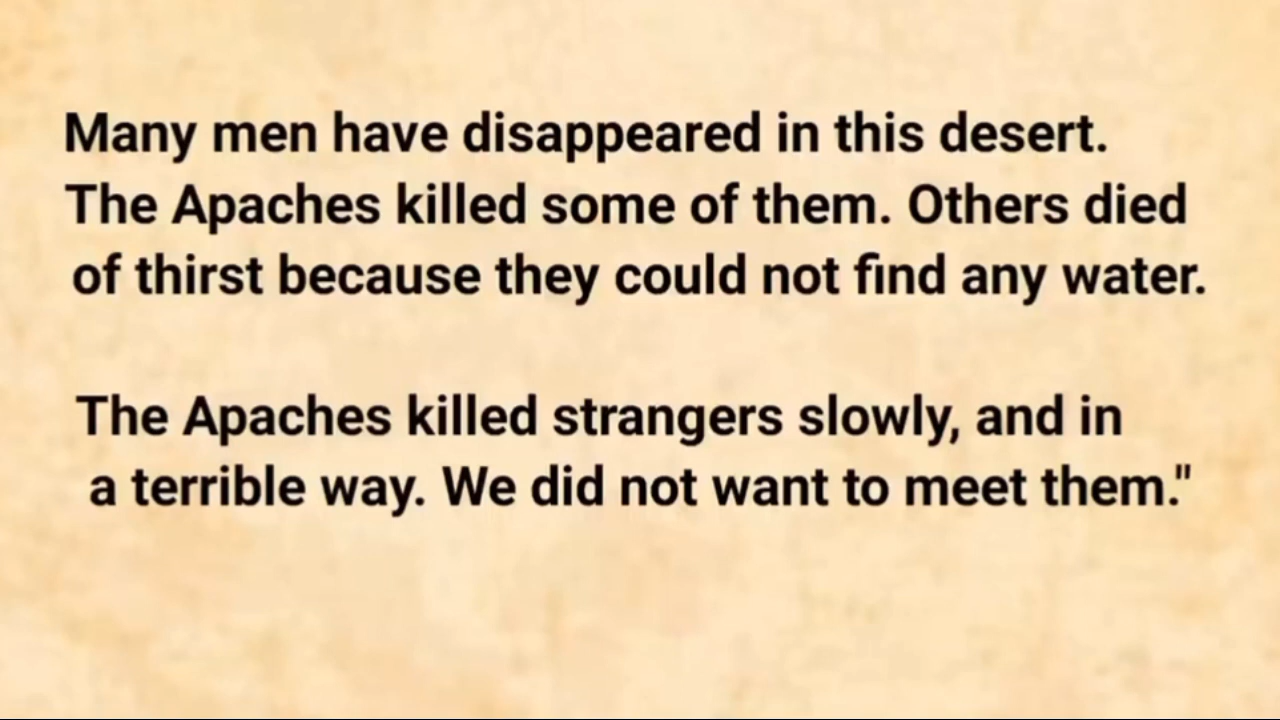 Many men have disappeared in this desert.
The Apaches killed some of them. Others died
of thirst because they could not find any water.
The Apaches killed strangers slowly, and in
a terrible way. We did not want to meet them."